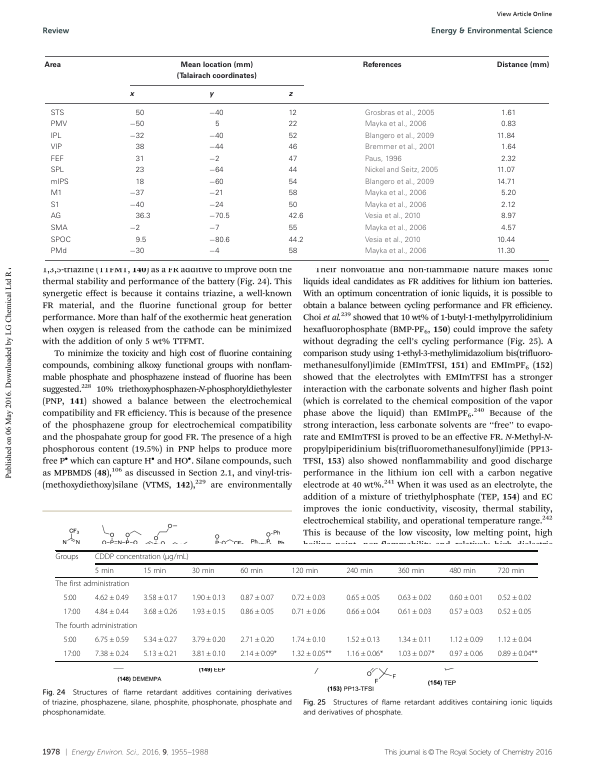 View Article Online
Review
Energy & Environmental Science
Area Mean location (mm) References Distance (mm)
(Talairach coordinates)
x y z
STS 50 −40 12 Grosbras et al., 2005 1.61
PMV −50 5 22 Mayka et al., 2006 0.83
IPL −32 −40 52 Blangero et al., 2009 11.84
VIP 38 −44 46 Bremmer et al., 2001 1.64
FEF 31 −2 47 Paus, 1996 2.32
SPL 23 −64 44 Nickel and Seitz, 2005 11.07
mIPS 18 −60 54 Blangero et al., 2009 14.71
M1 −37 −21 58 Mayka et al., 2006 5.20
S1 −40 −24 50 Mayka et al., 2006 2.12
AG 36.3 −70.5 42.6 Vesia et al., 2010 8.97
SMA −2 −7 55 Mayka et al., 2006 4.57
SPOC 9.5 −80.6 44.2 Vesia et al., 2010 10.44
PMd −30 −4 58 Mayka et al., 2006 11.30
Published on 06 May 2016. Downloaded by LG Chemical Ltd R
1,3,5-triazine (TTFMT, 140) as a FR additive to improve both the
thermal stability and performance of the battery (Fig. 24). This
synergetic effect is because it contains triazine, a well-known
FR material, and the fluorine functional group for better
performance. More than half of the exothermic heat generation
when oxygen is released from the cathode can be minimized
with the addition of only 5 wt% TTFMT.
To minimize the toxicity and high cost of fluorine containing
compounds, combining alkoxy functional groups with nonflam-
mable phosphate and phosphazene instead of fluorine has been
suggested.228 10% triethoxyphosphazen-N-phosphoryldiethylester
(PNP, 141) showed a balance between the electrochemical
compatibility and FR efficiency. This is because of the presence
of the phosphazene group for electrochemical compatibility
and the phospahate group for good FR. The presence of a high
phosphorous content (19.5%) in PNP helps to produce more
free P• which can capture H• and HO•. Silane compounds, such
as MPBMDS (48),106 as discussed in Section 2.1, and vinyl-tris-
(methoxydiethoxy)silane (VTMS, 142),229 are environmentally
Their nonvolatile and non-flammable nature makes ionic
liquids ideal candidates as FR additives for lithium ion batteries.
With an optimum concentration of ionic liquids, it is possible to
obtain a balance between cycling performance and FR efficiency.
Choi et al.239 showed that 10 wt% of 1-butyl-1-methylpyrrolidinium
hexafluorophosphate (BMP-PF6, 150) could improve the safety
without degrading the cell's cycling performance (Fig. 25). A
comparison study using 1-ethyl-3-methylimidazolium bis(trifluoro-
methanesulfonyl)imide (EMImTFSI, 151) and EMImPF6 (152)
showed that the electrolytes with EMImTFSI has a stronger
interaction with the carbonate solvents and higher flash point
(which is correlated to the chemical composition of the vapor
phase above the liquid) than EMImPF6.240 Because of the
strong interaction, less carbonate solvents are "free" to evapo-
rate and EMImTFSI is proved to be an effective FR. N-Methyl-N-
propylpiperidinium bis(trifluoromethanesulfonyl)imide (PP13-
TFSI, 153) also showed nonflammability and good discharge
performance in the lithium ion cell with a carbon negative
electrode at 40 wt%.241 When it was used as an electrolyte, the
addition of a mixture of triethylphosphate (TEP, 154) and EC
improves the ionic conductivity, viscosity, thermal stability,
electrochemical stability, and operational temperature range.242
This is because of the low viscosity, low melting point, high
Groups CDDP concentration (μg/mL)
5 min 15 min 30 min 60 min 120 min 240 min 360 min 480 min 720 min
The first administration
5:00 4.62 ± 0.49 3.58 ± 0.17 1.90 ± 0.13 0.87 ± 0.07 0.72 ± 0.03 0.65 ± 0.05 0.63 ± 0.02 0.60 ± 0.01 0.52 ± 0.02
17:00 4.84 ± 0.44 3.68 ± 0.26 1.93 ± 0.15 0.86 ± 0.05 0.71 ± 0.06 0.66 ± 0.04 0.61 ± 0.03 0.57 ± 0.03 0.52 ± 0.05
The fourth administration
5:00 6.75 ± 0.59 5.34 ± 0.27 3.79 ± 0.20 2.71 ± 0.20 1.74 ± 0.10 1.52 ± 0.13 1.34 ± 0.11 1.12 ± 0.09 1.12 ± 0.04
17:00 7.38 ± 0.24 5.13 ± 0.21 3.81 ± 0.10 2.14 ± 0.09* 1.32 ± 0.05** 1.16 ± 0.06* 1.03 ± 0.07* 0.97 ± 0.06 0.89 ± 0.04**
(148) DEMEMPA
(149) EEP
(153) PP13-TFSI
(154) TEP
Fig. 24 Structures of flame retardant additives containing derivatives
of triazine, phosphazene, silane, phosphite, phosphonate, phosphate and
phosphonamidate.
Fig. 25 Structures of flame retardant additives containing ionic liquids
and derivatives of phosphate.
1978 | Energy Environ. Sci., 2016, 9, 1955–1988
This journal is © The Royal Society of Chemistry 2016